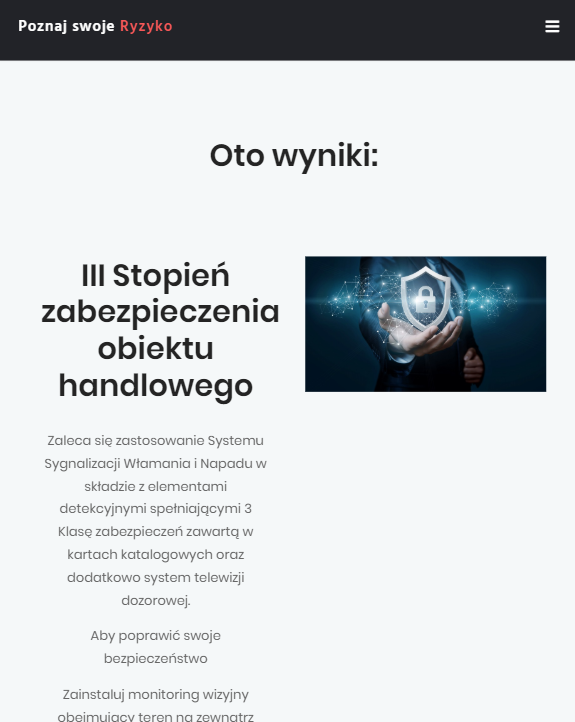 Poznaj swoje Ryzyko
Oto wyniki:
III Stopień
zabezpieczenia
obiektu
handlowego
Zaleca się zastosowanie Systemu
Sygnalizacji Włamania i Napadu w
składzie z elementami
detekcyjnymi spełniającymi 3
Klasę zabezpieczeń zawartą w
kartach katalogowych oraz
dodatkowo system telewizji
dozorowej.
Aby poprawić swoje
bezpieczeństwo
Zainstaluj monitoring wizyjny
obejmujący teren na zewnątrz